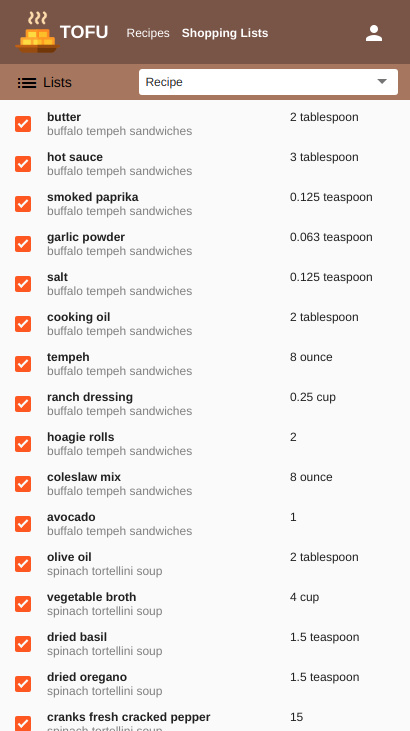 TOFU Recipes Shopping Lists
Lists Recipe
butter 2 tablespoon
buffalo tempeh sandwiches
hot sauce 3 tablespoon
buffalo tempeh sandwiches
smoked paprika 0.125 teaspoon
buffalo tempeh sandwiches
garlic powder 0.063 teaspoon
buffalo tempeh sandwiches
salt 0.125 teaspoon
buffalo tempeh sandwiches
cooking oil 2 tablespoon
buffalo tempeh sandwiches
tempeh 8 ounce
buffalo tempeh sandwiches
ranch dressing 0.25 cup
buffalo tempeh sandwiches
hoagie rolls 2
buffalo tempeh sandwiches
coleslaw mix 8 ounce
buffalo tempeh sandwiches
avocado 1
buffalo tempeh sandwiches
olive oil 2 tablespoon
spinach tortellini soup
vegetable broth 4 cup
spinach tortellini soup
dried basil 1.5 teaspoon
spinach tortellini soup
dried oregano 1.5 teaspoon
spinach tortellini soup
cranks fresh cracked pepper 15
spinach tortellini soup